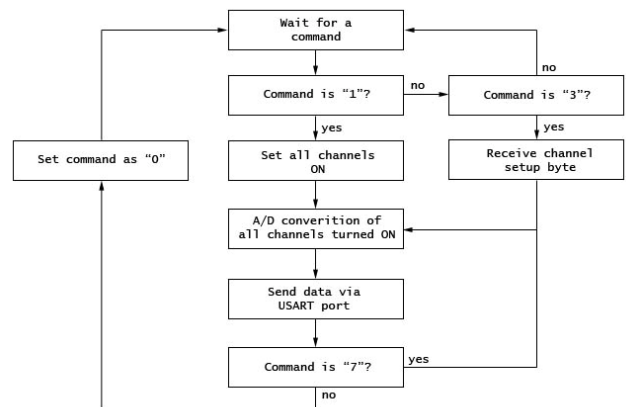 Wait for a
command
no
Command is “1”?
no
Command is “3”?
yes
yes
Set command as “0”
Set all channels
ON
Receive channel
setup byte
A/D converition of
all channels turned ON
Send data via
USART port
Command is “7”?
yes
no